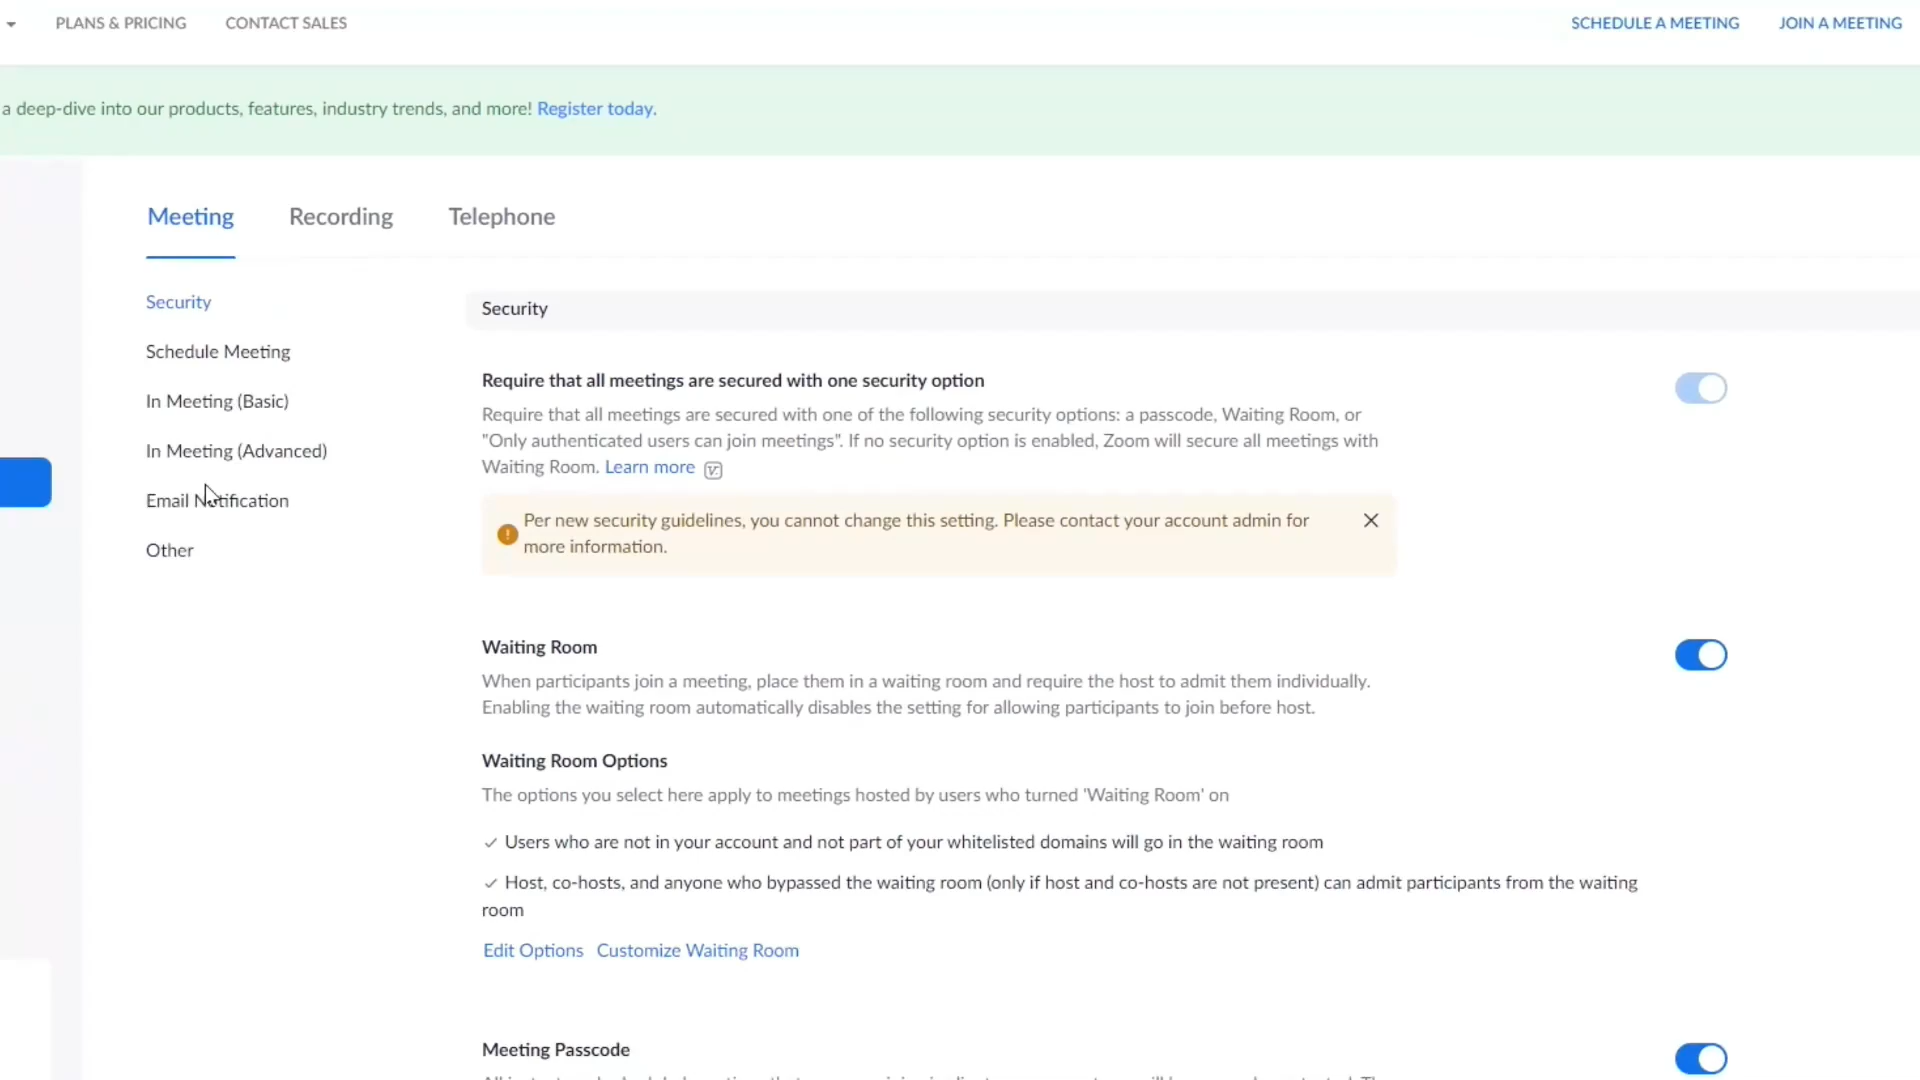 PLANS & PRICING CONTACT SALES SCHEDULE A MEETING JOIN A MEETING
a deep-dive into our products, features, industry trends, and more! Register today.
Meeting Recording Telephone
Security
Schedule Meeting
In Meeting (Basic)
In Meeting (Advanced)
Email Notification
Other
Security
Require that all meetings are secured with one security option
Require that all meetings are secured with one of the following security options: a passcode, Waiting Room, or
"Only authenticated users can join meetings". If no security option is enabled, Zoom will secure all meetings with
Waiting Room. Learn more
Per new security guidelines, you cannot change this setting. Please contact your account admin for
more information.
Waiting Room
When participants join a meeting, place them in a waiting room and require the host to admit them individually.
Enabling the waiting room automatically disables the setting for allowing participants to join before host.
Waiting Room Options
The options you select here apply to meetings hosted by users who turned 'Waiting Room' on
✓ Users who are not in your account and not part of your whitelisted domains will go in the waiting room
✓ Host, co-hosts, and anyone who bypassed the waiting room (only if host and co-hosts are not present) can admit participants from the waiting
room
Edit Options Customize Waiting Room
Meeting Passcode